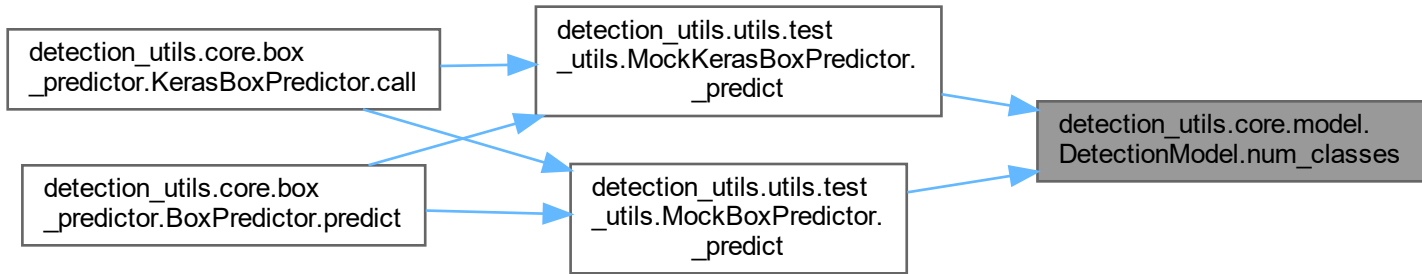 detection_utils.core.box
_predictor.KerasBoxPredictor.call
detection_utils.core.box
_predictor.BoxPredictor.predict
detection_utils.utils.test
_utils.MockKerasBoxPredictor.
_predict
detection_utils.utils.test
_utils.MockBoxPredictor.
_predict
detection_utils.core.model.
DetectionModel.num_classes